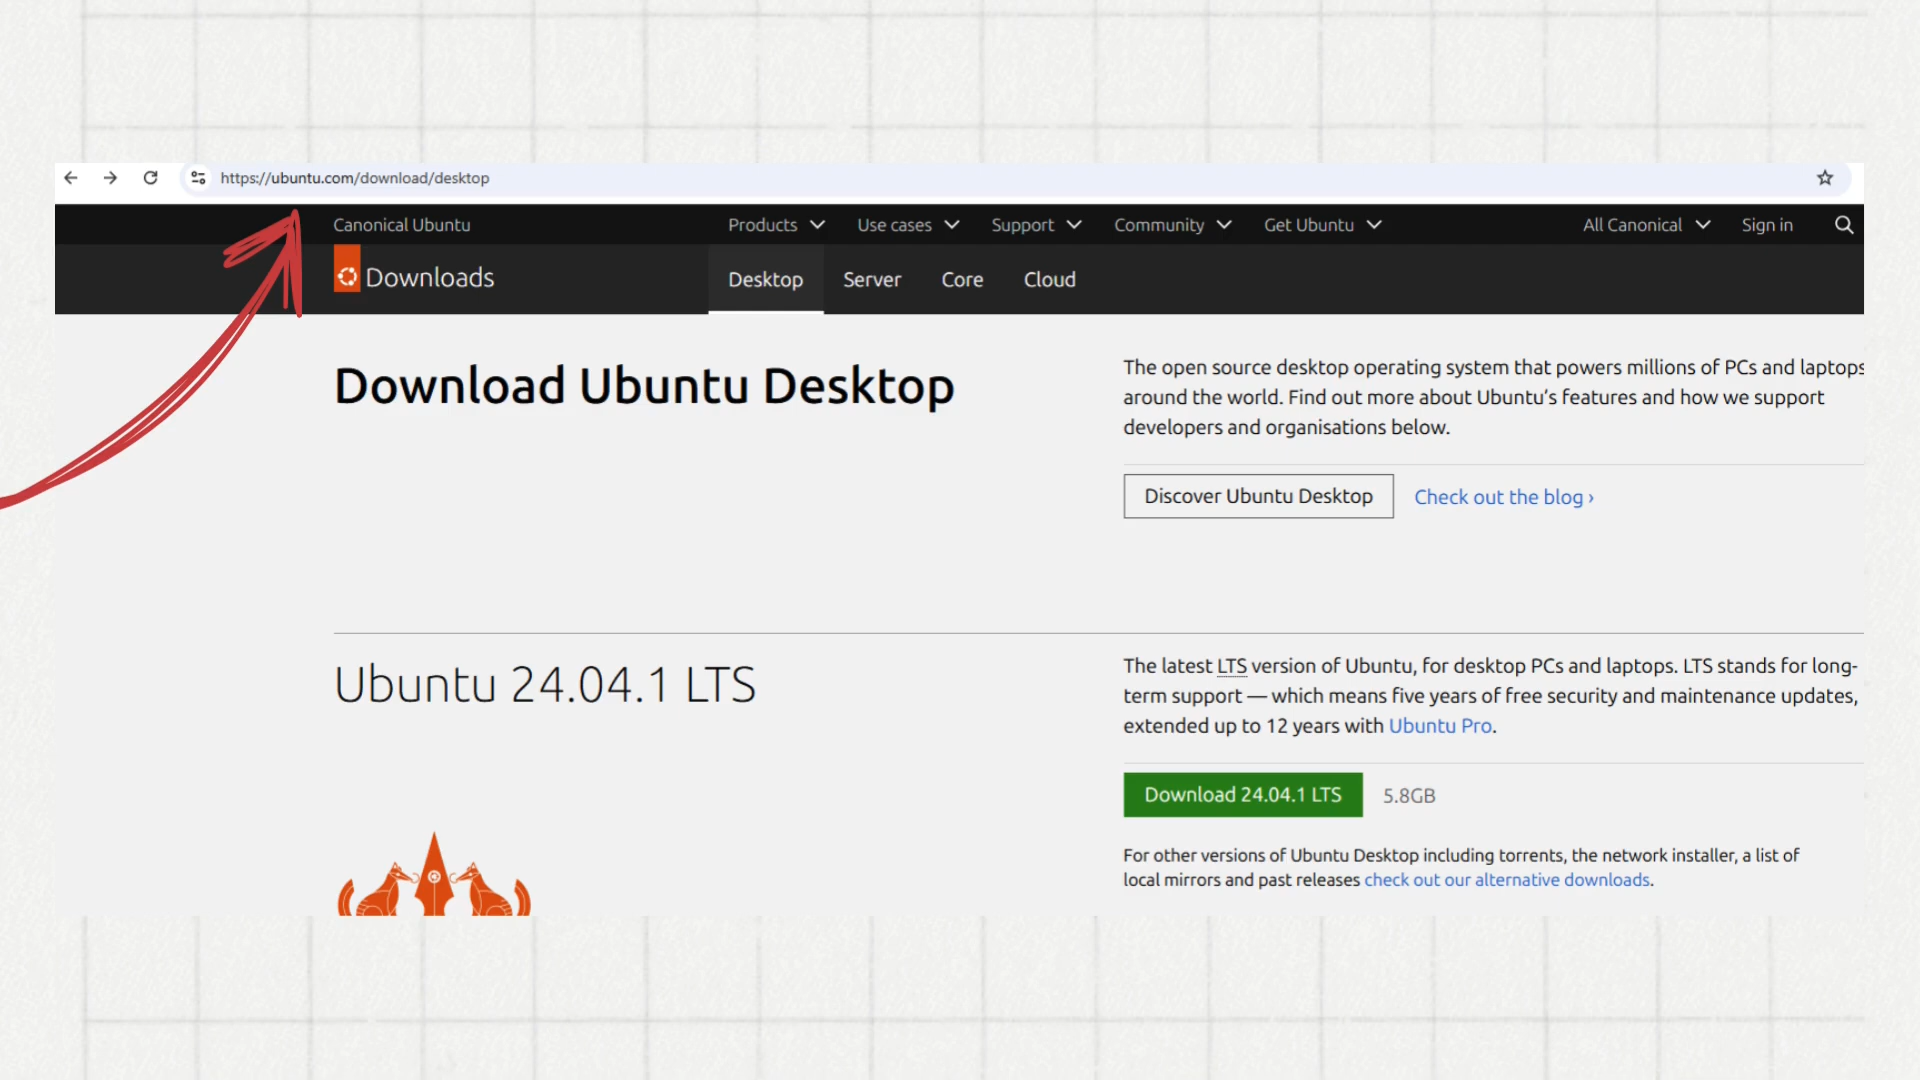 https://ubuntu.com/download/desktop
Canonical Ubuntu
Products
Use cases
Support
Community
Get Ubuntu
All Canonical
Sign in
Downloads
Desktop
Server
Core
Cloud
Download Ubuntu Desktop
The open source desktop operating system that powers millions of PCs and laptops
around the world. Find out more about Ubuntu’s features and how we support
developers and organisations below.
Discover Ubuntu Desktop
Check out the blog ›
Ubuntu 24.04.1 LTS
The latest LTS version of Ubuntu, for desktop PCs and laptops. LTS stands for long-
term support — which means five years of free security and maintenance updates,
extended up to 12 years with Ubuntu Pro.
Download 24.04.1 LTS
5.8GB
For other versions of Ubuntu Desktop including torrents, the network installer, a list of
local mirrors and past releases check out our alternative downloads.